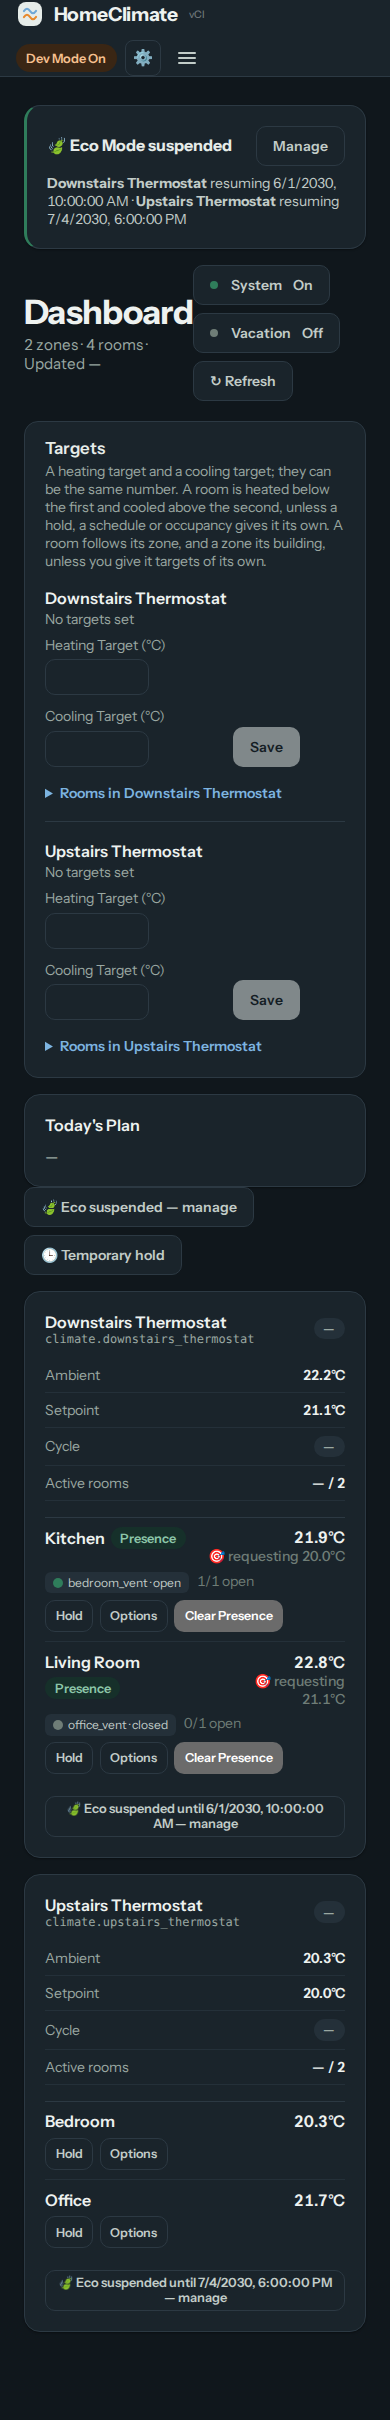 HomeClimate vCI
Dev Mode On
Eco Mode suspended
Manage
Downstairs Thermostat resuming 6/1/2030,
10:00:00 AM · Upstairs Thermostat resuming
7/4/2030, 6:00:00 PM
Dashboard
2 zones · 4 rooms ·
Updated —
System On
Vacation Off
↻ Refresh
Targets
A heating target and a cooling target; they can
be the same number. A room is heated below
the first and cooled above the second, unless a
hold, a schedule or occupancy gives it its own. A
room follows its zone, and a zone its building,
unless you give it targets of its own.
Downstairs Thermostat
No targets set
Heating Target (°C)
Cooling Target (°C)
Save
Rooms in Downstairs Thermostat
Upstairs Thermostat
No targets set
Heating Target (°C)
Cooling Target (°C)
Save
Rooms in Upstairs Thermostat
Today's Plan
—
Eco suspended — manage
Temporary hold
Downstairs Thermostat
climate.downstairs_thermostat
—
Ambient 22.2°C
Setpoint 21.1°C
Cycle —
Active rooms — / 2
Kitchen Presence 21.9°C
requesting 20.0°C
bedroom_vent · open 1/1 open
Hold Options Clear Presence
Living Room 22.8°C
Presence
requesting
21.1°C
office_vent · closed 0/1 open
Hold Options Clear Presence
Eco suspended until 6/1/2030, 10:00:00
AM — manage
Upstairs Thermostat
climate.upstairs_thermostat
—
Ambient 20.3°C
Setpoint 20.0°C
Cycle —
Active rooms — / 2
Bedroom 20.3°C
Hold Options
Office 21.7°C
Hold Options
Eco suspended until 7/4/2030, 6:00:00 PM
— manage